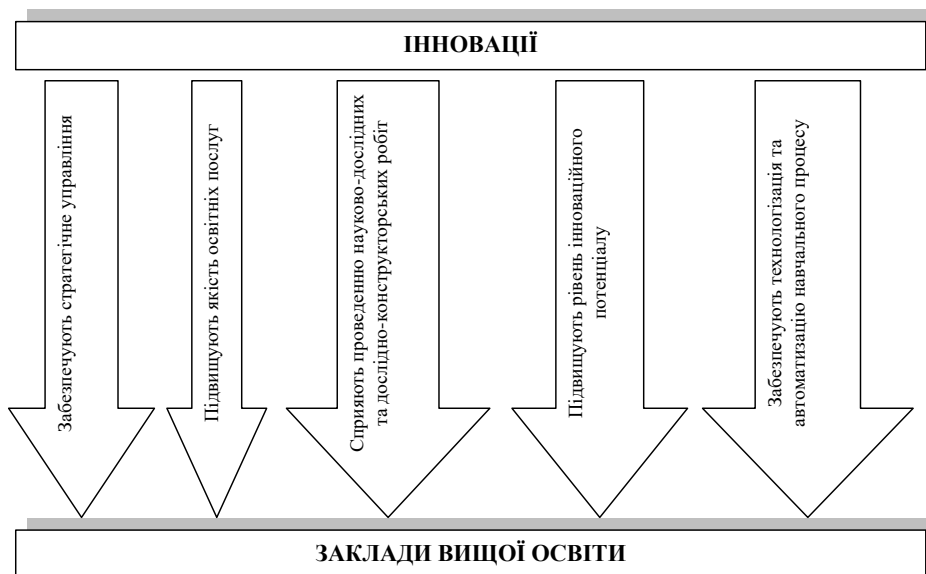 ІННОВАЦІЇ
Забезпечують стратегічне управління
Підвищують якість освітніх послуг
Сприяють проведенню науково-дослідних
та дослідно-конструкторських робіт
Підвищують рівень інноваційного
потенціалу
Забезпечують технологізація та
автоматизацію навчального процесу
ЗАКЛАДИ ВИЩОЇ ОСВІТИ